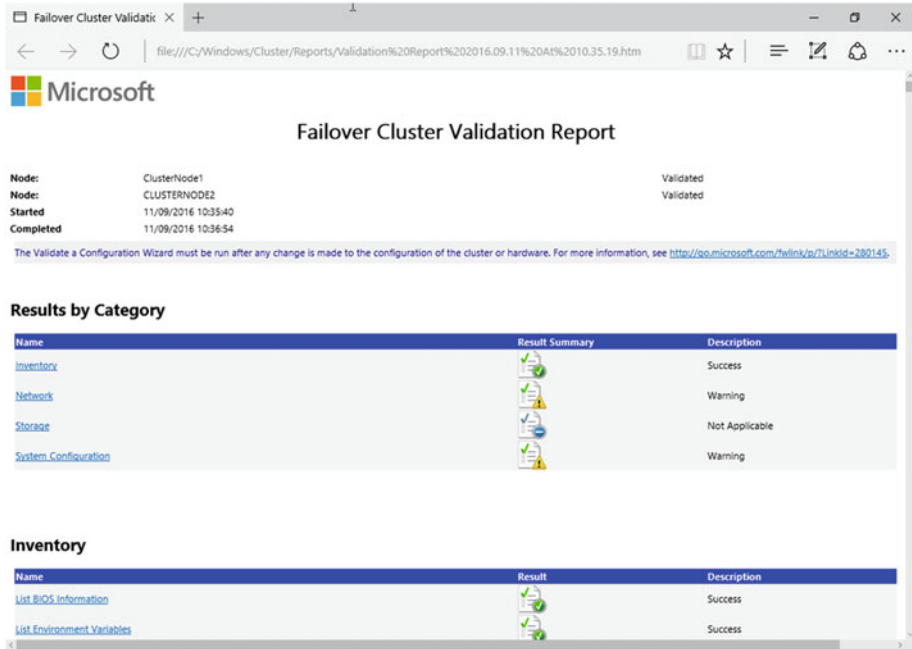 Failover Cluster Validatic
file:///C:/Windows/Cluster/Reports/Validation%20Report%202016.09.11%20At%2010.35.19.htm
Microsoft
Failover Cluster Validation Report
Node: ClusterNode1 Validated
Node: CLUSTERNODE2 Validated
Started 11/09/2016 10:35:40
Completed 11/09/2016 10:36:54
The Validate a Configuration Wizard must be run after any change is made to the configuration of the cluster or hardware. For more information, see http://go.microsoft.com/fwlink/p/?LinkId=280145.
Results by Category
Name Result Summary Description
Inventory Success
Network Warning
Storage Not Applicable
System Configuration Warning
Inventory
Name Result Description
List BIOS Information Success
List Environment Variables Success